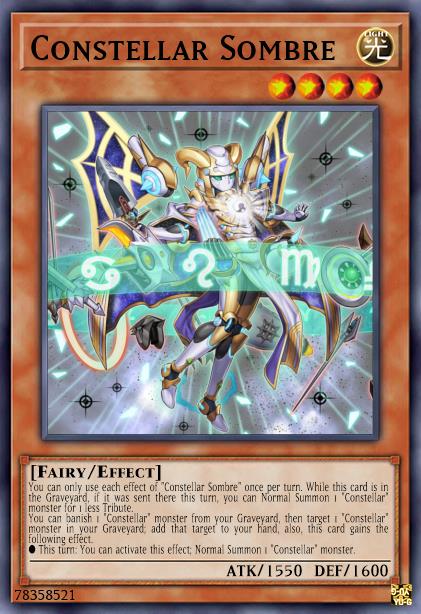 CONSTELLAR SOMBRE
LIGHT
光
[FAIRY/EFFECT]
You can only use each effect of "Constellar Sombre" once per turn. While this card is in
the Graveyard, if it was sent there this turn, you can Normal Summon 1 "Constellar"
monster for 1 less Tribute.
You can banish 1 "Constellar" monster from your Graveyard, then target 1 "Constellar"
monster in your Graveyard; add that target to your hand, also, this card gains the
following effect.
● This turn: You can activate this effect; Normal Summon 1 "Constellar" monster.
ATK/1550 DEF/1600
78358521